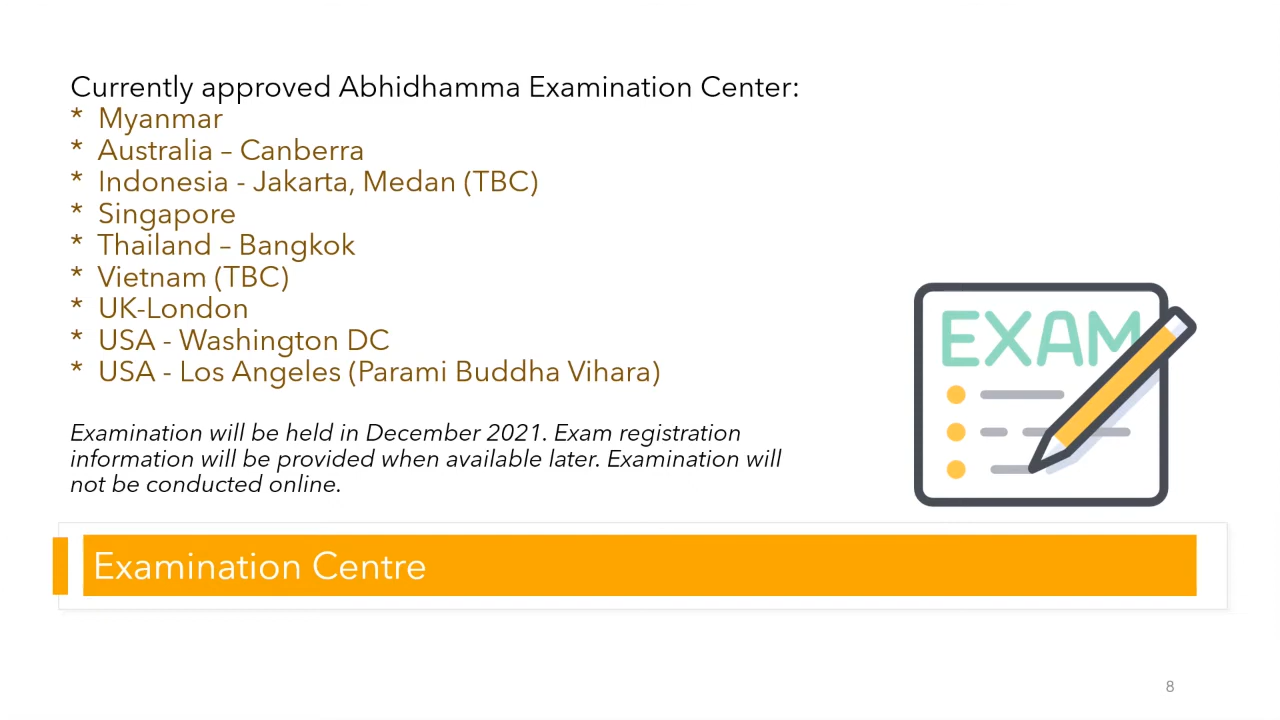 Currently approved Abhidhamma Examination Center:
* Myanmar
* Australia – Canberra
* Indonesia - Jakarta, Medan (TBC)
* Singapore
* Thailand – Bangkok
* Vietnam (TBC)
* UK-London
* USA - Washington DC
* USA - Los Angeles (Parami Buddha Vihara)
Examination will be held in December 2021. Exam registration
information will be provided when available later. Examination will
not be conducted online.
EXAM
Examination Centre
8